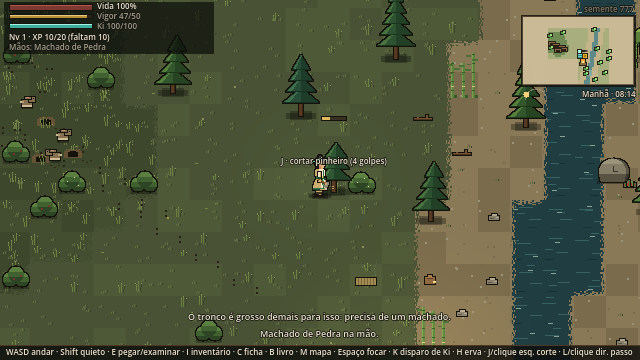 Vida 100%
Vigor 47/50
Ki 100/100
Nv 1 · XP 10/20 (faltam 10)
Mãos: Machado de Pedra
Manhã · 08:14
J · cortar pinheiro (4 golpes)
O tronco é grosso demais para isso: precisa de um machado.
Machado de Pedra na mão.
WASD andar · Shift quieto · E pegar/examinar · I inventário · C ficha · B livro · M mapa · Espaço focar · K disparo de Ki · H erva · J/clique esq. corte · L/clique dir. passo